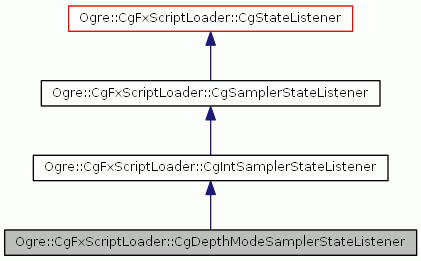 Ogre::CgFxScriptLoader::CgStateListener
Ogre::CgFxScriptLoader::CgSamplerStateListener
Ogre::CgFxScriptLoader::CgIntSamplerStateListener
Ogre::CgFxScriptLoader::CgDepthModeSamplerStateListener